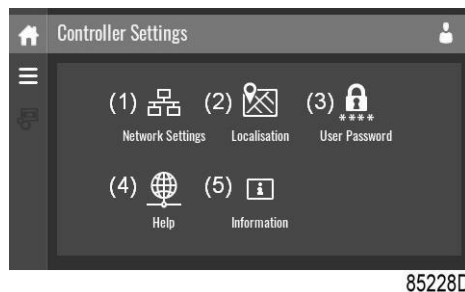 Controller Settings
(1) (2) (3)
****
Network Settings Localisation User Password
(4) (5) i
Help Information
85228D